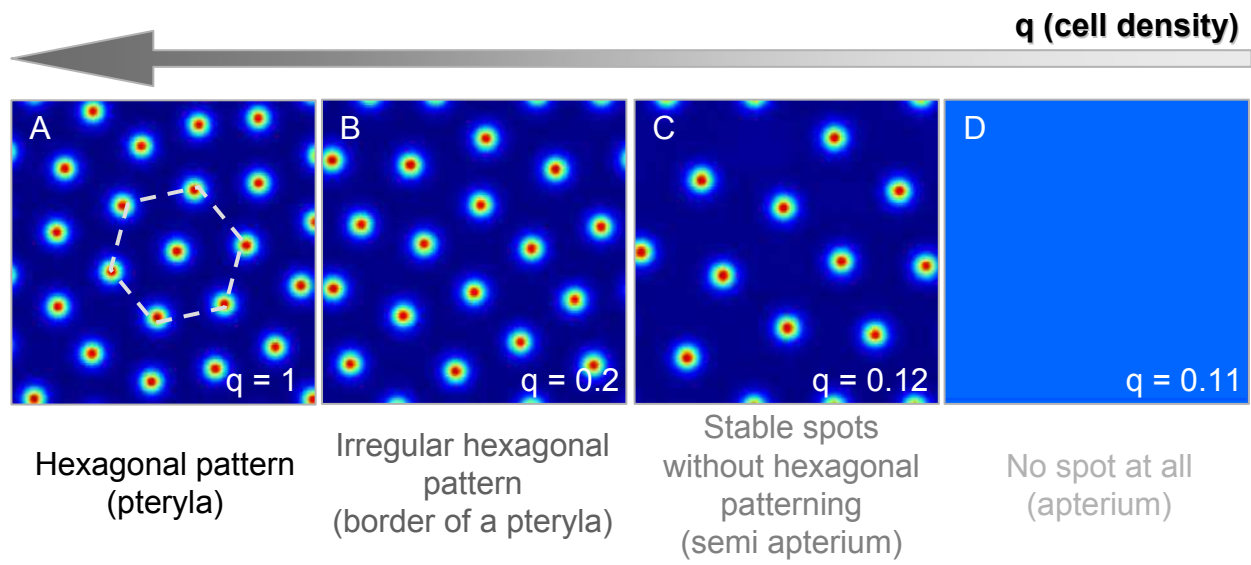 q (cell density)
A
B
C
D
q = 1
q = 0.2
q = 0.12
q = 0.11
Hexagonal pattern
(pteryla)
Irregular hexagonal
pattern
(border of a pteryla)
Stable spots
without hexagonal
patterning
(semi apterium)
No spot at all
(apterium)